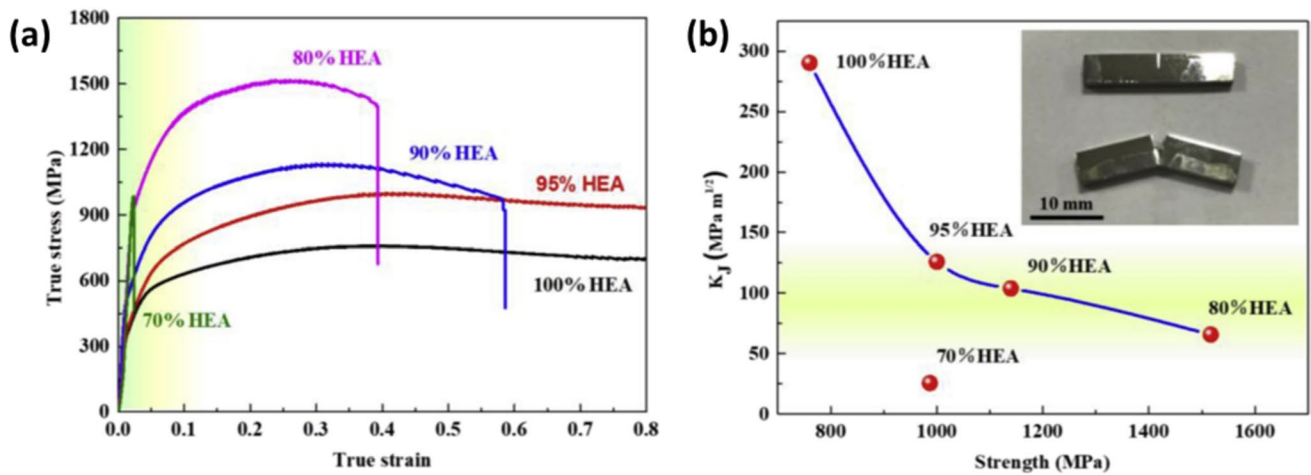 (a)
True stress (MPa)
1800
1500
1200
900
600
300
0
80% HEA
90% HEA
95% HEA
100% HEA
70% HEA
0.0 0.1 0.2 0.3 0.4 0.5 0.6 0.7 0.8
True strain
(b)
K_J (MPa m^1/2)
300
250
200
150
100
50
0
100%HEA
95%HEA
90%HEA
80%HEA
70%HEA
10 mm
800 1000 1200 1400 1600
Strength (MPa)